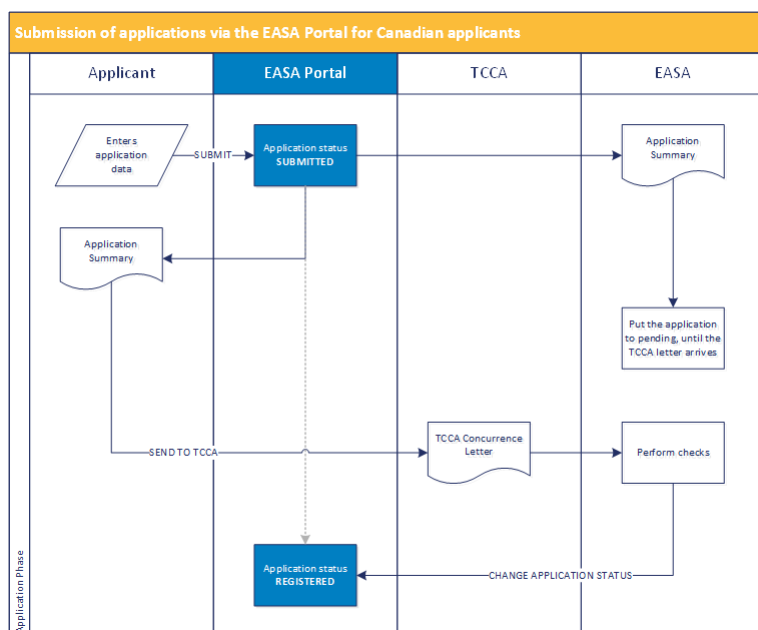 Submission of applications via the EASA Portal for Canadian applicants
Applicant
EASA Portal
TCCA
EASA
Enters
application
data
SUBMIT
Application status
SUBMITTED
Application
Summary
Application
Summary
Put the application
to pending, until the
TCCA letter arrives
SEND TO TCCA
TCCA Concurrence
Letter
Perform checks
Application status
REGISTERED
CHANGE APPLICATION STATUS
Application Phase